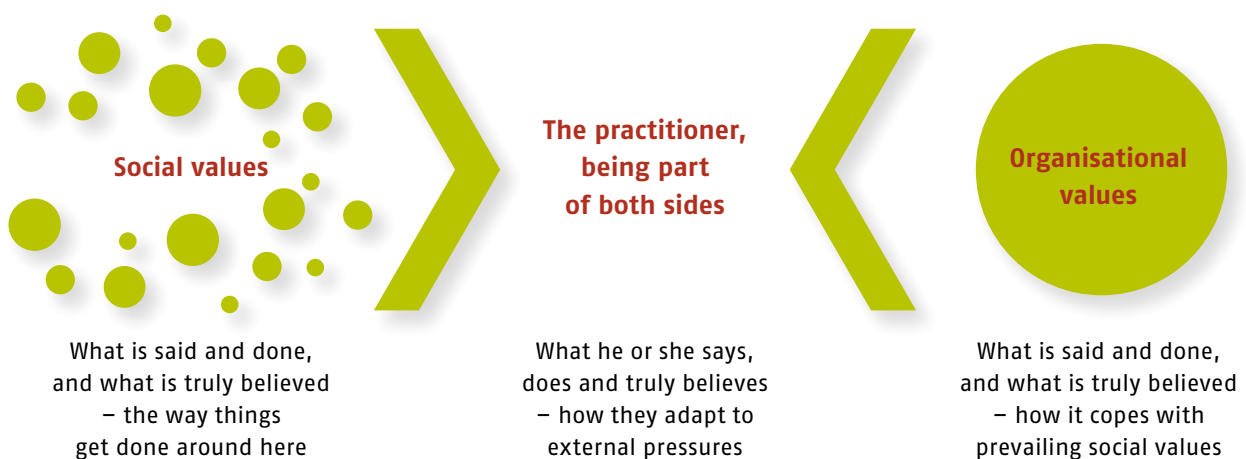 Social values
The practitioner,
being part
of both sides
Organisational
values
What is said and done,
and what is truly believed
– the way things
get done around here
What he or she says,
does and truly believes
– how they adapt to
external pressures
What is said and done,
and what is truly believed
– how it copes with
prevailing social values